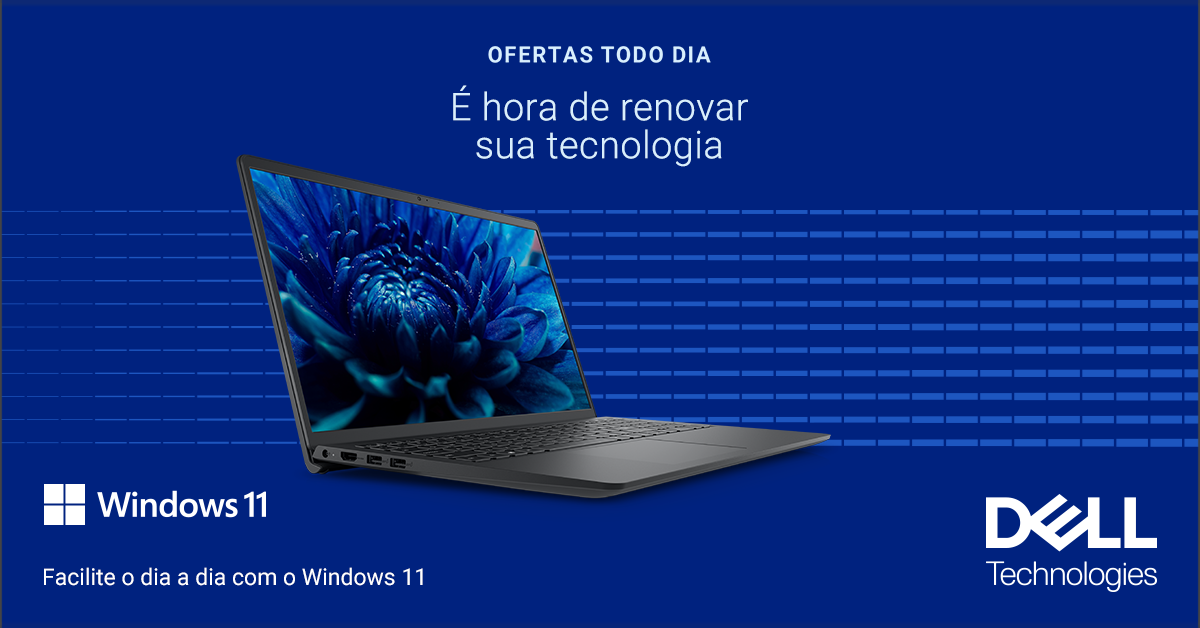 OFERTAS TODO DIA
É hora de renovar
sua tecnologia
Windows 11
Facilite o dia a dia com o Windows 11
DELL
Technologies